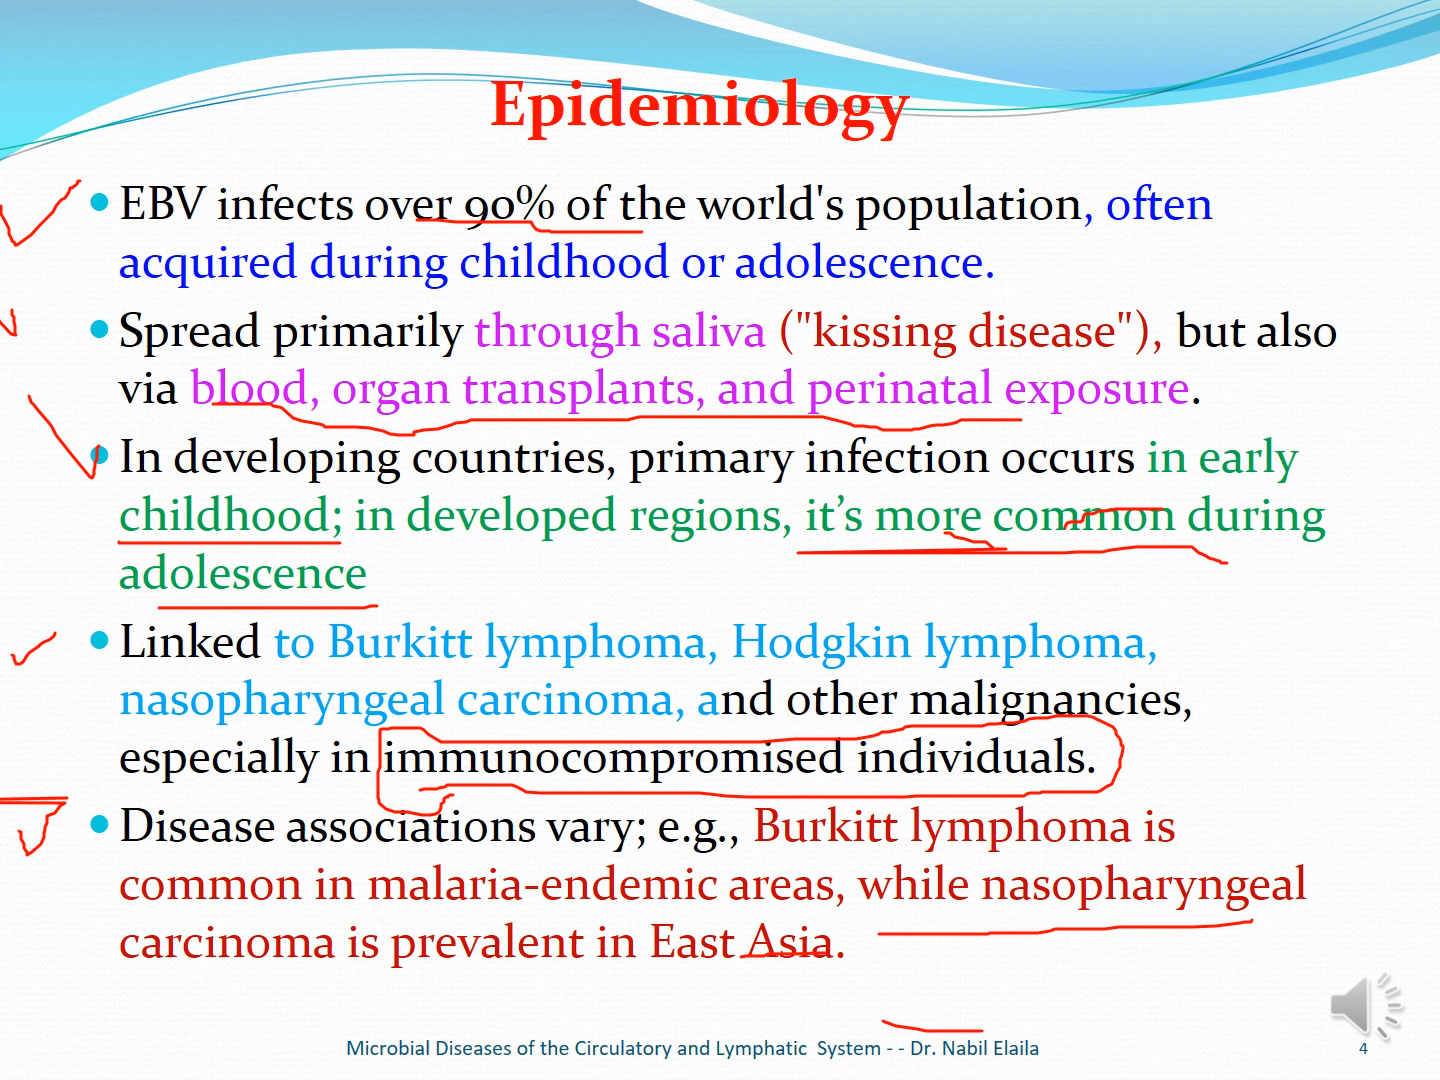 Epidemiology
• EBV infects over 90% of the world's population, often
acquired during childhood or adolescence.
• Spread primarily through saliva ("kissing disease"), but also
via blood, organ transplants, and perinatal exposure.
• In developing countries, primary infection occurs in early
childhood; in developed regions, it’s more common during
adolescence
• Linked to Burkitt lymphoma, Hodgkin lymphoma,
nasopharyngeal carcinoma, and other malignancies,
especially in immunocompromised individuals.
• Disease associations vary; e.g., Burkitt lymphoma is
common in malaria-endemic areas, while nasopharyngeal
carcinoma is prevalent in East Asia.
Microbial Diseases of the Circulatory and Lymphatic System - - Dr. Nabil Elaila
4